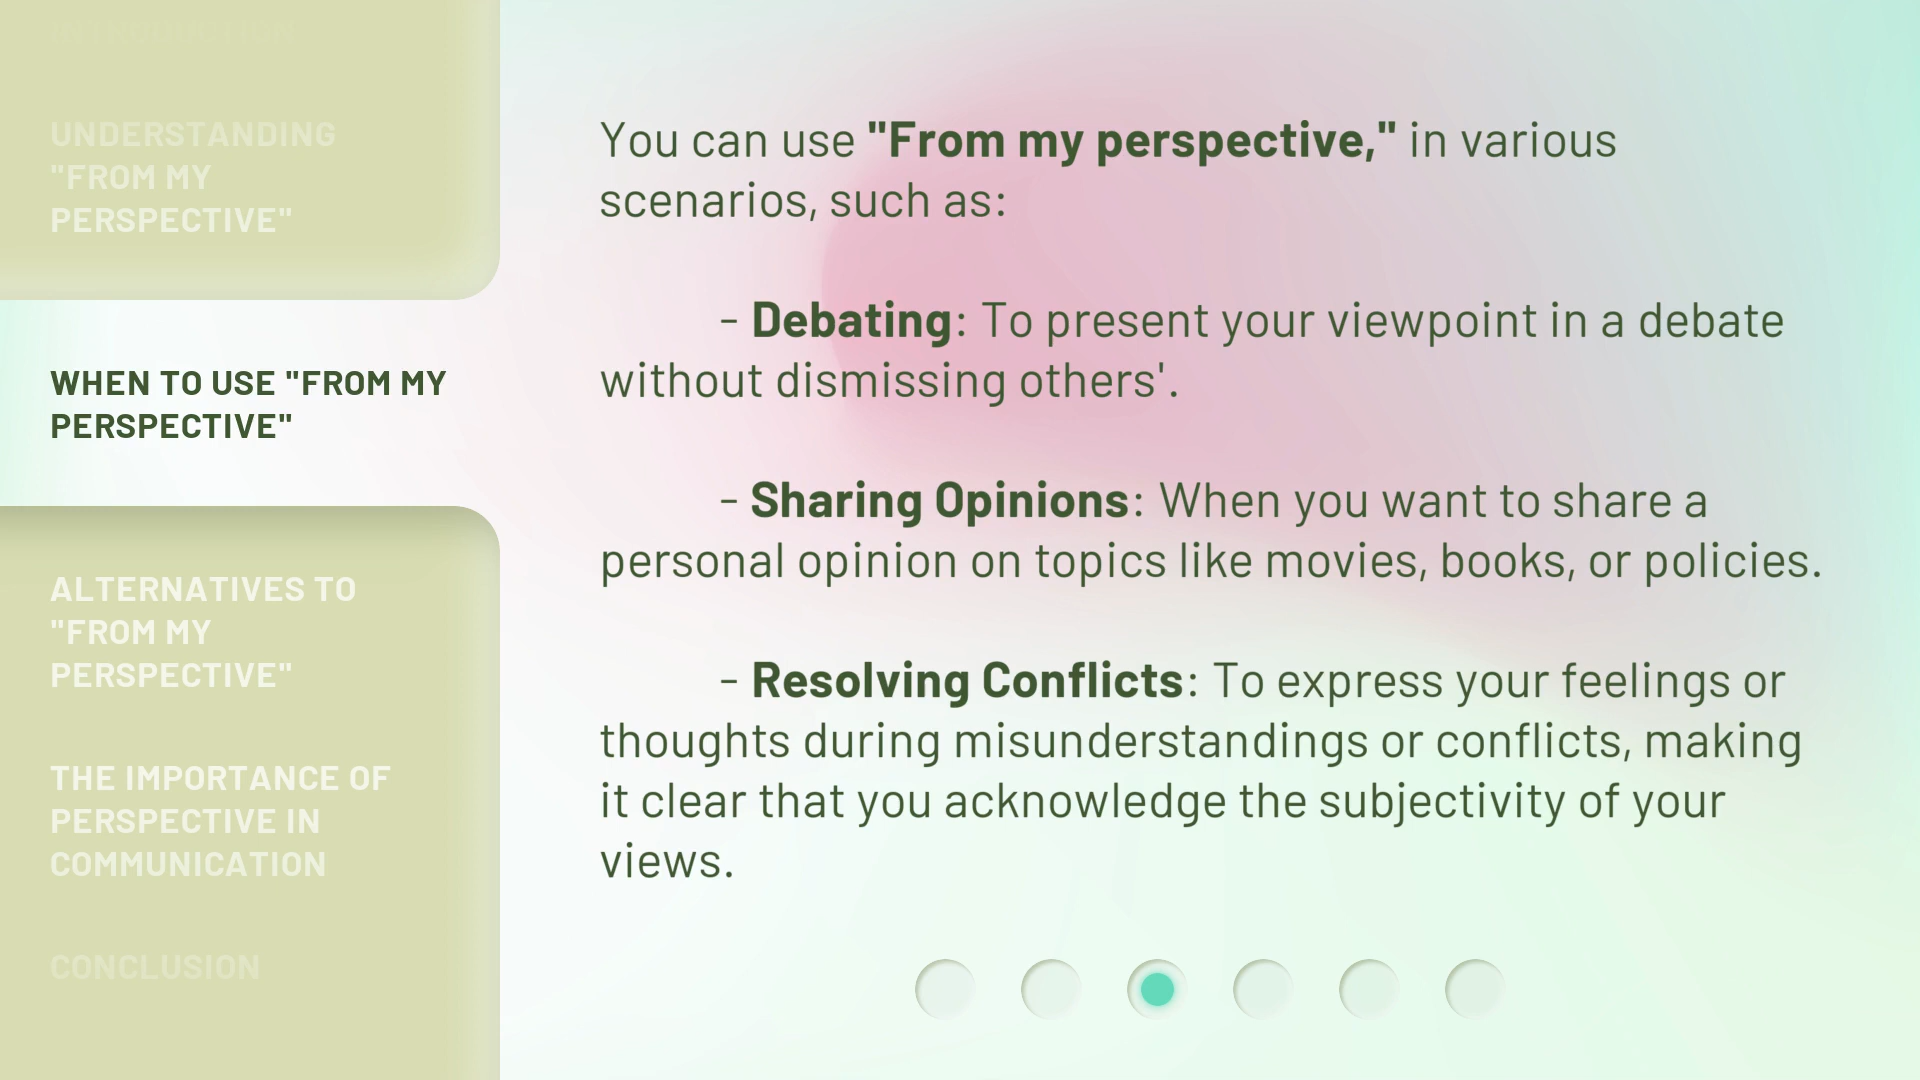 INTRODUCTION
UNDERSTANDING
"FROM MY
PERSPECTIVE"
WHEN TO USE "FROM MY
PERSPECTIVE"
ALTERNATIVES TO
"FROM MY
PERSPECTIVE"
THE IMPORTANCE OF
PERSPECTIVE IN
COMMUNICATION
CONCLUSION
You can use "From my perspective," in various
scenarios, such as:
- Debating: To present your viewpoint in a debate
without dismissing others'.
- Sharing Opinions: When you want to share a
personal opinion on topics like movies, books, or policies.
- Resolving Conflicts: To express your feelings or
thoughts during misunderstandings or conflicts, making
it clear that you acknowledge the subjectivity of your
views.